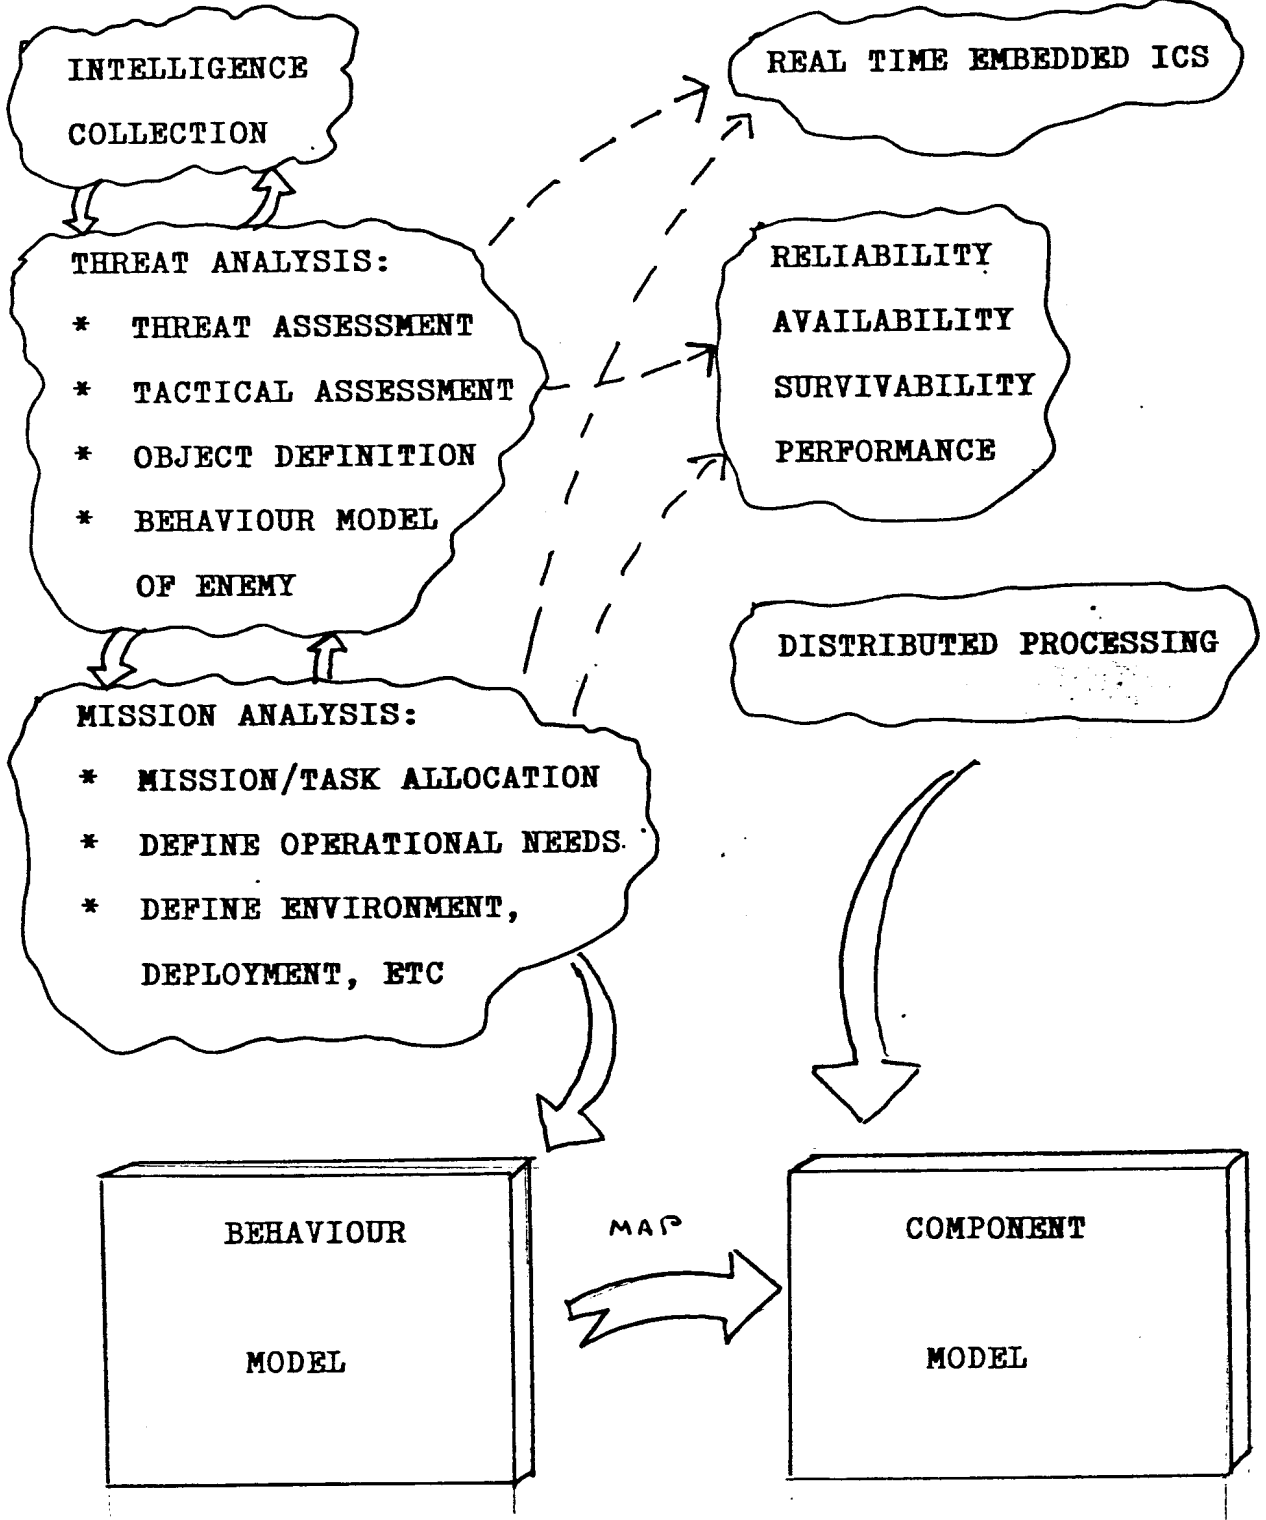 INTELLIGENCE
COLLECTION
THREAT ANALYSIS:
* THREAT ASSESSMENT
* TACTICAL ASSESSMENT
* OBJECT DEFINITION
* BEHAVIOUR MODEL
OF ENEMY
MISSION ANALYSIS:
* MISSION/TASK ALLOCATION
* DEFINE OPERATIONAL NEEDS
* DEFINE ENVIRONMENT,
DEPLOYMENT, ETC
REAL TIME EMBEDDED ICS
RELIABILITY
AVAILABILITY
SURVIVABILITY
PERFORMANCE
DISTRIBUTED PROCESSING
BEHAVIOUR
MODEL
MAP
COMPONENT
MODEL